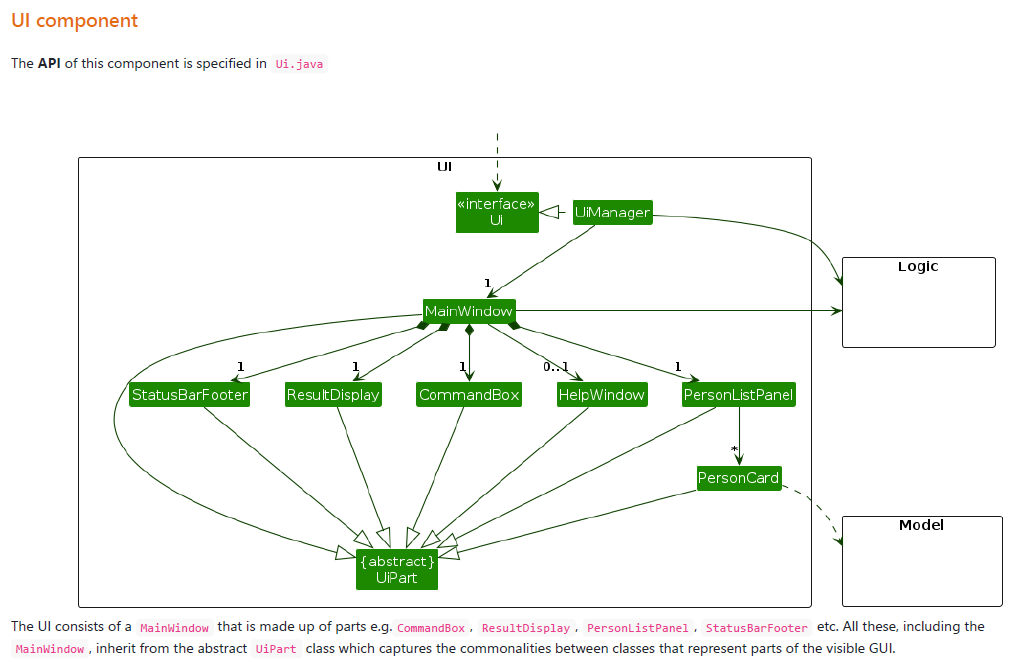 UI component
The API of this component is specified in Ui.java
UI
«interface»
Ui
UiManager
Logic
1
MainWindow
1
1
1
0..1
1
StatusBarFooter
ResultDisplay
CommandBox
HelpWindow
PersonListPanel
*
PersonCard
Model
{abstract}
UiPart
The UI consists of a MainWindow that is made up of parts e.g. CommandBox, ResultDisplay, PersonListPanel, StatusBarFooter etc. All these, including the
MainWindow, inherit from the abstract UiPart class which captures the commonalities between classes that represent parts of the visible GUI.